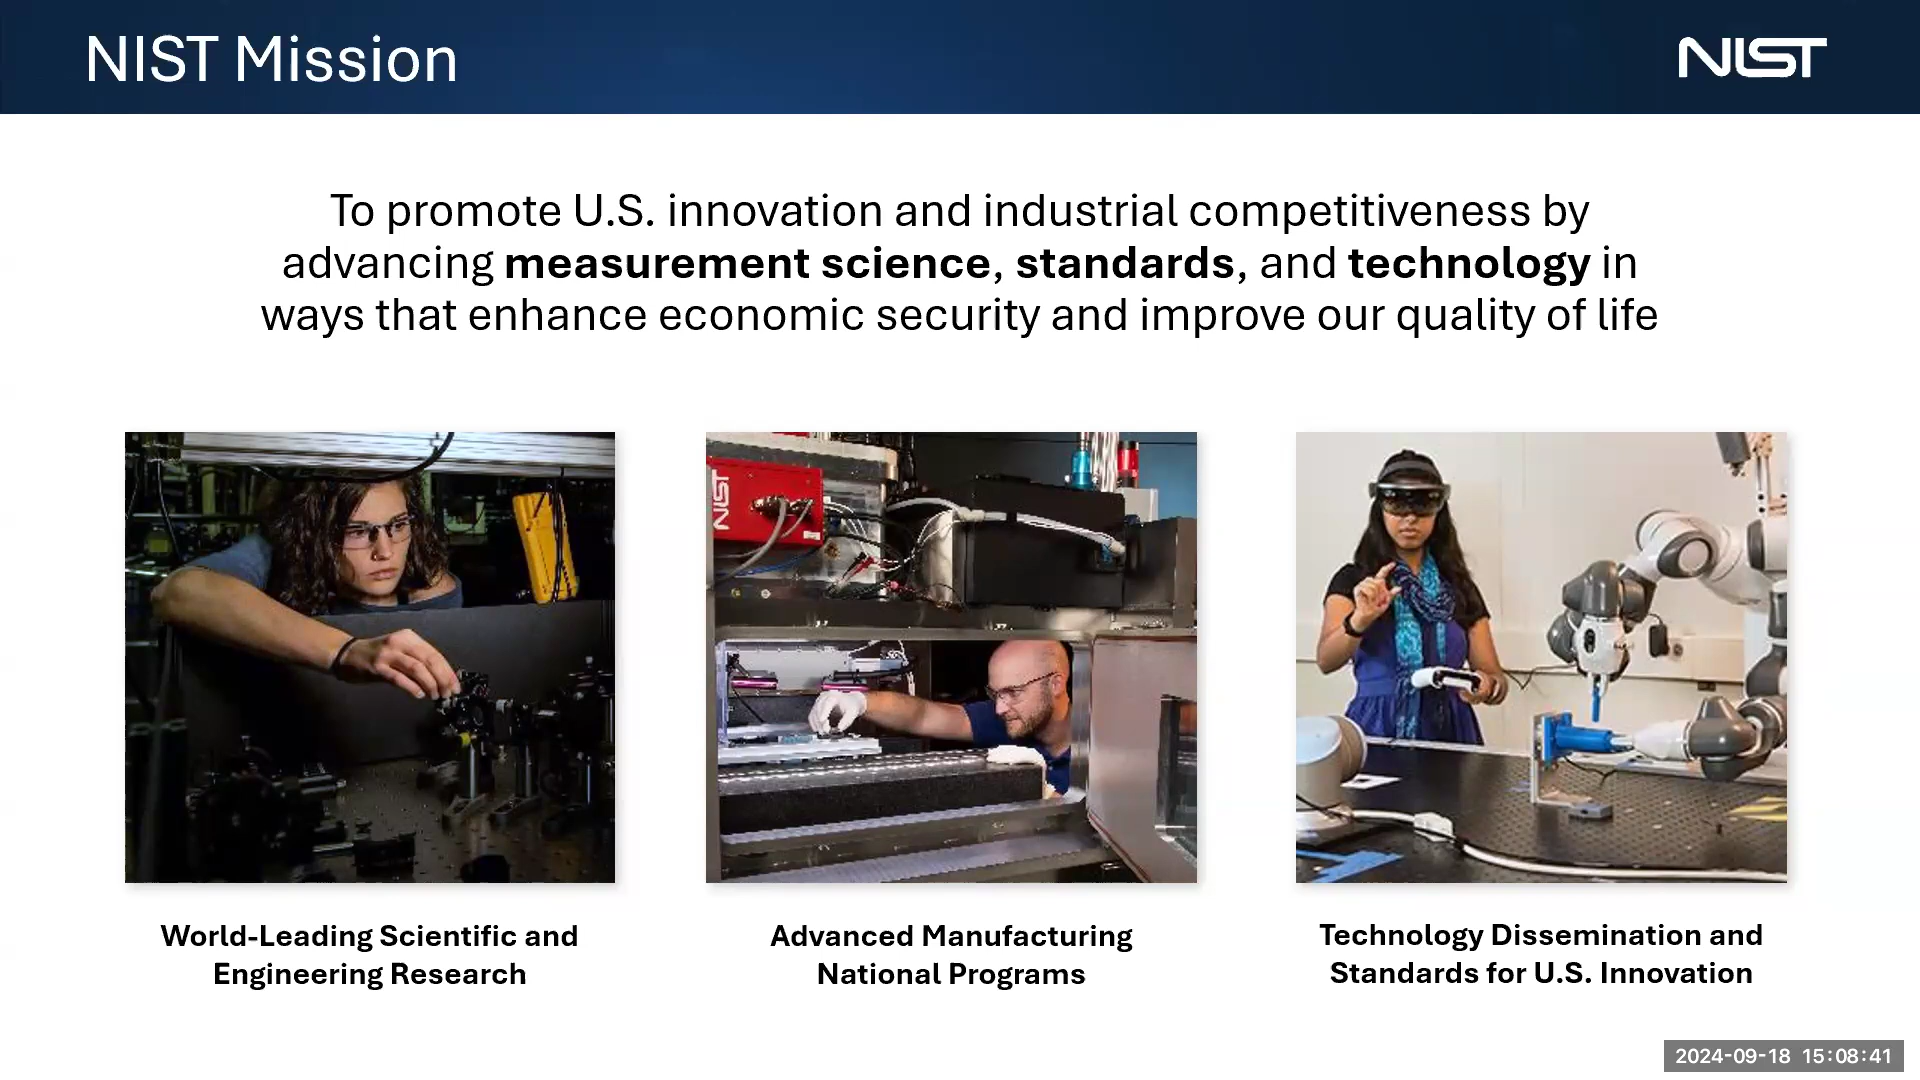 NIST Mission
NIST
To promote U.S. innovation and industrial competitiveness by
advancing measurement science, standards, and technology in
ways that enhance economic security and improve our quality of life
NIST
World-Leading Scientific and
Engineering Research
Advanced Manufacturing
National Programs
Technology Dissemination and
Standards for U.S. Innovation
2024-09-18 15:08:41